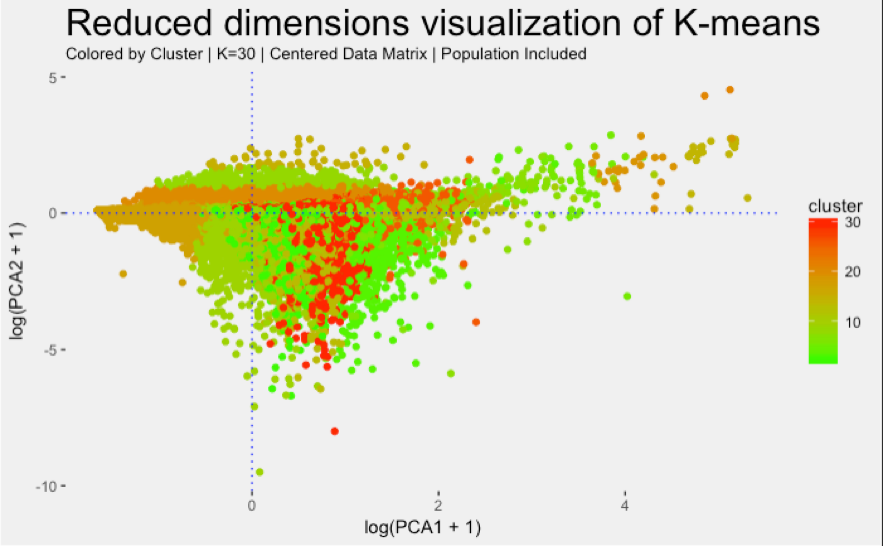 Reduced dimensions visualization of K-means
Colored by Cluster | K=30 | Centered Data Matrix | Population Included
5
0
-5
-10
log(PCA2 + 1)
0
2
4
log(PCA1 + 1)
cluster
30
20
10